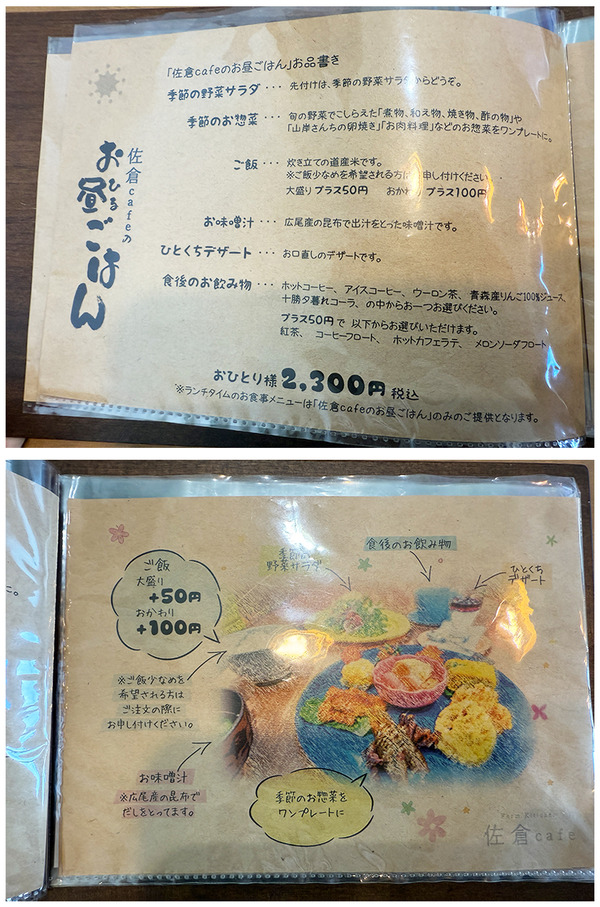 佐倉cafeの
お昼ごはん
ひる
「佐倉cafeのお昼ごはん」お品書き
季節の野菜サラダ・・・ 先付けは、季節の野菜サラダからどうぞ。
季節のお惣菜・・・ 旬の野菜でこしらえた「煮物、和え物、焼き物、酢の物」や
「山岸さんちの卵焼き」「お肉料理」などのお惣菜をワンプレートに。
ご飯・・・ 炊き立ての道産米です。
※ご飯少なめを希望される方は 申し付けください
大盛り プラス50円 おかわり プラス100円
お味噌汁・・・ 広尾産の昆布で出汁をとった味噌汁です。
ひとくちデザート・・・ お口直しのデザートです。
食後のお飲み物・・・ ホットコーヒー、アイスコーヒー、ウーロン茶、青森産りんご100%ジュース
十勝夕暮れコーラ、の中からお一つお選びください。
プラス50円で 以下からお選びいただけます。
紅茶、 コーヒーフロート、 ホットカフェラテ、 メロンソーダフロート
おひとり様 2,300円 税込
※ランチタイムのお食事メニューは「佐倉cafeのお昼ごはん」のみのご提供となります。
に。
ご飯
大盛り
+50円
おかわり
+100円
季節の
野菜サラダ
食後のお飲み物
ひとくち
デザート
※ご飯少なめを
希望される方は
ご注文の際に
お申し付けください。
お味噌汁
※広尾産の昆布で
だしをとってます。
季節のお惣菜を
ワンプレートに
Farm Kitchen
佐倉cafe